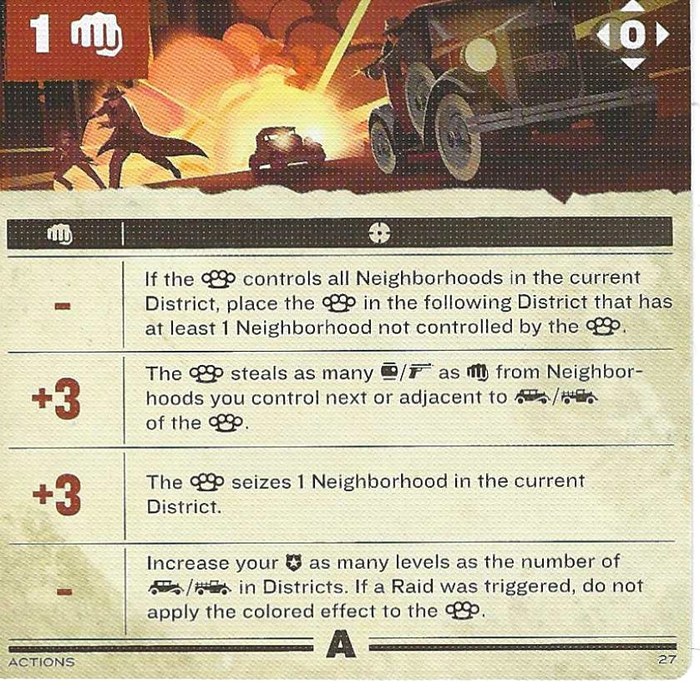 1
0
-
If the controls all Neighborhoods in the current
District, place the in the following District that has
at least 1 Neighborhood not controlled by the .
+3
The steals as many / as from Neighbor-
hoods you control next or adjacent to /
of the .
+3
The seizes 1 Neighborhood in the current
District.
-
Increase your as many levels as the number of
/ in Districts. If a Raid was triggered, do not
apply the colored effect to the .
A
ACTIONS
27